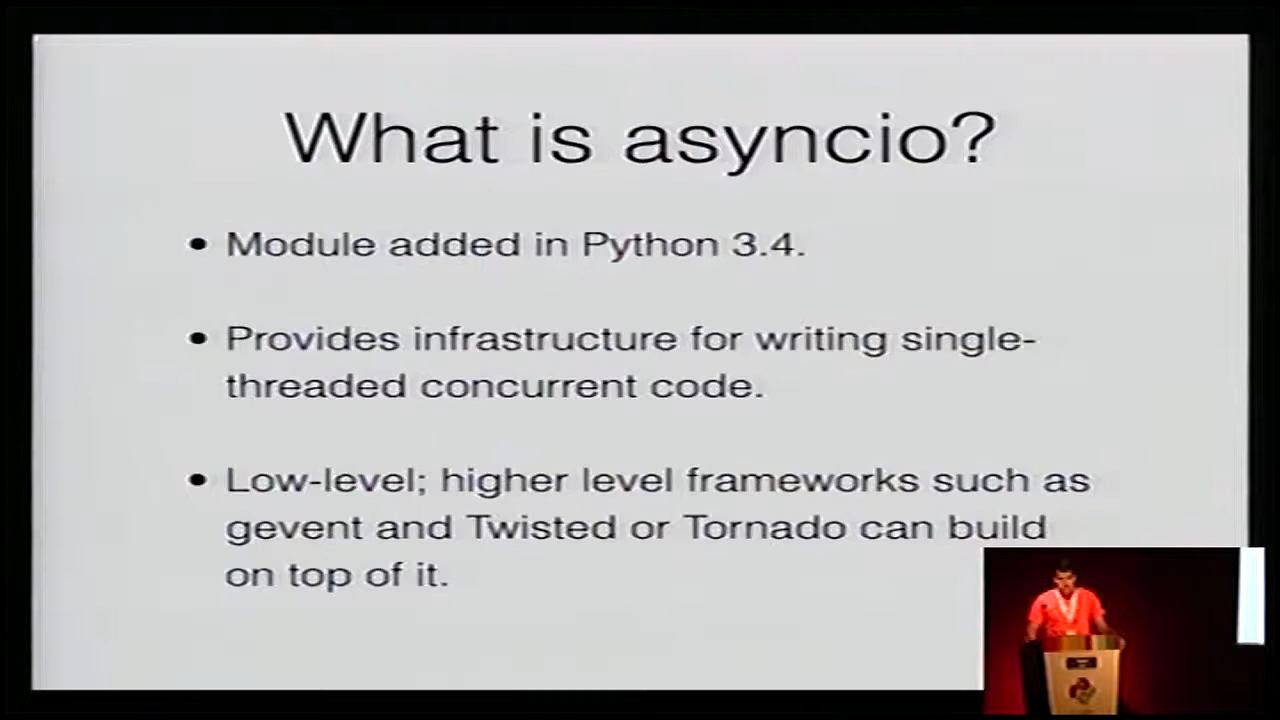 What is asyncio?
• Module added in Python 3.4.
• Provides infrastructure for writing single-
threaded concurrent code.
• Low-level; higher level frameworks such as
gevent and Twisted or Tornado can build
on top of it.